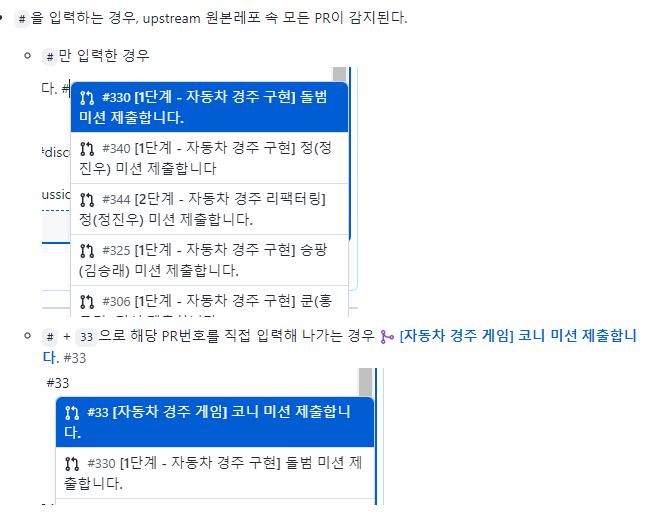 # 을 입력하는 경우, upstream 원본레포 속 모든 PR이 감지된다.
# 만 입력한 경우
다. #
#330 [1단계 - 자동차 경주 구현] 돌범
미션 제출합니다.
#340 [1단계 - 자동차 경주 구현] 정(정
진우) 미션 제출합니다
#disc
#344 [2단계 - 자동차 경주 리팩터링]
정(정진우) 미션 제출합니다.
ussic
#325 [1단계 - 자동차 경주 구현] 승팡
(김승래) 미션 제출합니다.
#306 [1단계 - 자동차 경주 구현] 쿤(홍
# + 33 으로 해당 PR번호를 직접 입력해 나가는 경우 [자동차 경주 게임] 코니 미션 제출합니
다. #33
#33
#33 [자동차 경주 게임] 코니 미션 제출합니
다.
#330 [1단계 - 자동차 경주 구현] 돌범 미션 제
출합니다.